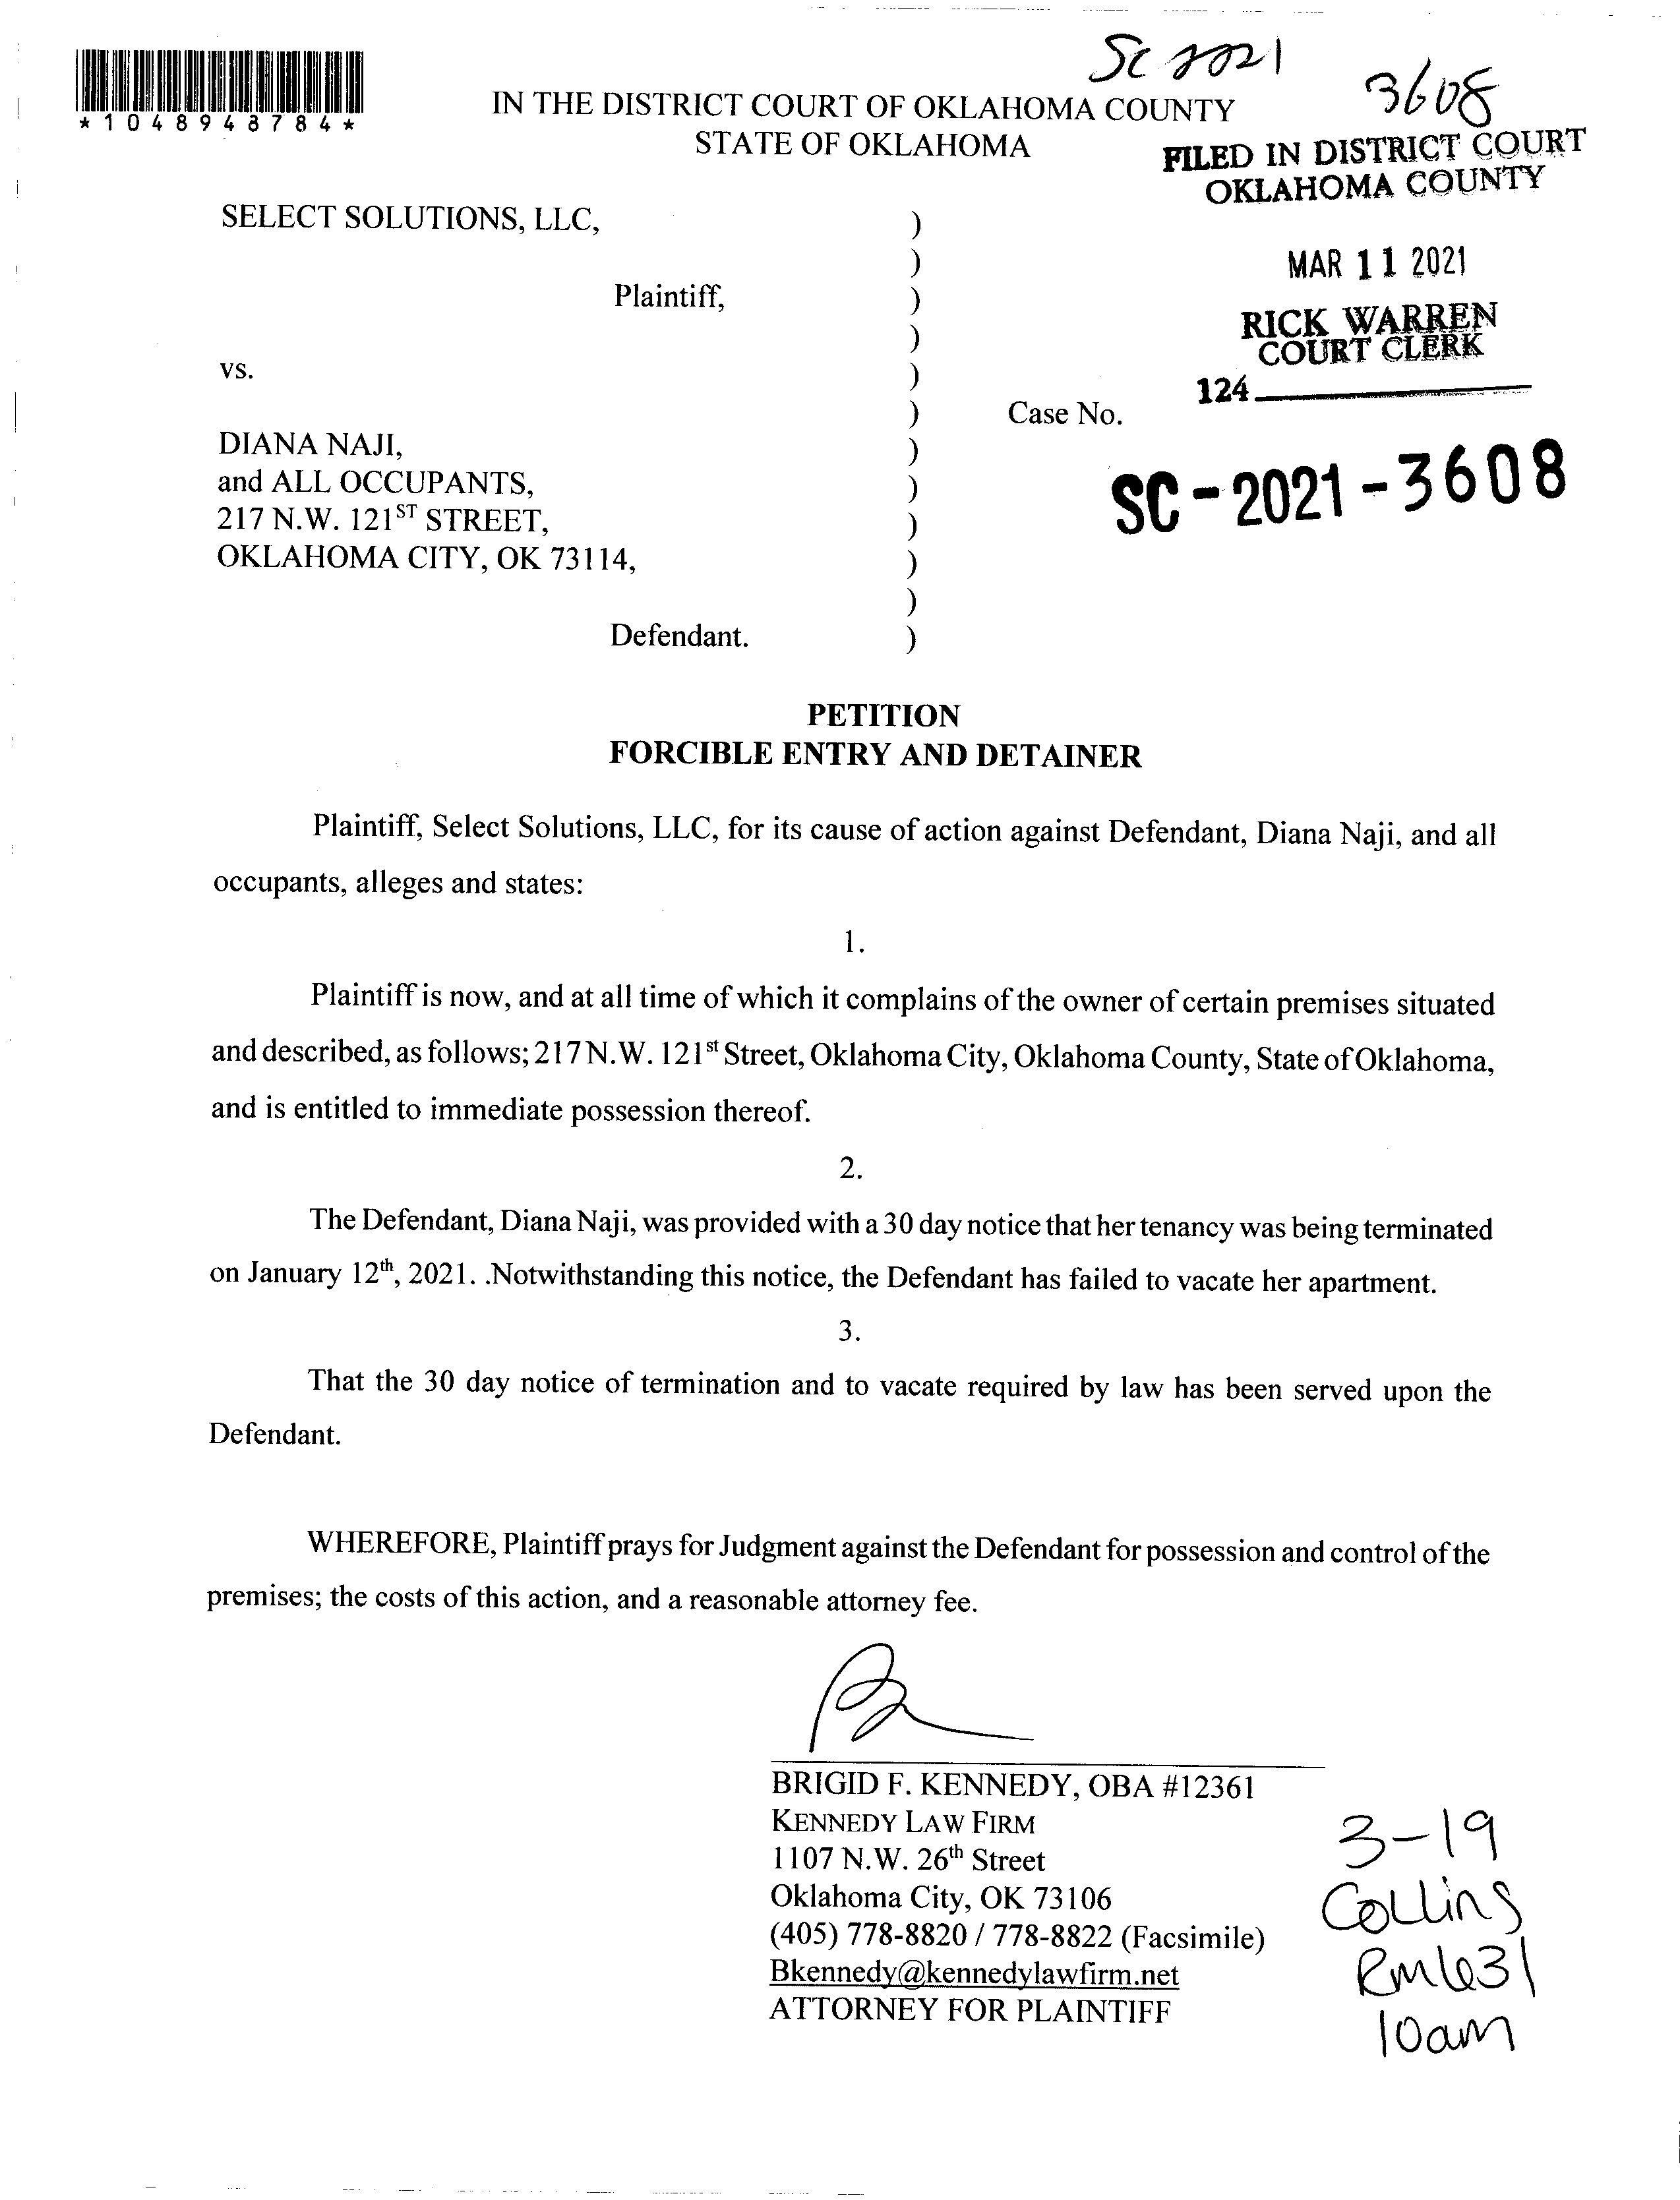 SC 2021
3608
*1048948784*
IN THE DISTRICT COURT OF OKLAHOMA COUNTY
STATE OF OKLAHOMA
FILED IN DISTRICT COURT
OKLAHOMA COUNTY
MAR 11 2021
RICK WARREN
COURT CLERK
124
SELECT SOLUTIONS, LLC, )
)
Plaintiff, )
)
vs. )
) Case No.
DIANA NAJI, )
and ALL OCCUPANTS, )
217 N.W. 121ST STREET, )
OKLAHOMA CITY, OK 73114, )
)
Defendant. )
SC-2021-3608
PETITION
FORCIBLE ENTRY AND DETAINER
Plaintiff, Select Solutions, LLC, for its cause of action against Defendant, Diana Naji, and all
occupants, alleges and states:
1.
Plaintiff is now, and at all time of which it complains of the owner of certain premises situated
and described, as follows; 217 N.W. 121st Street, Oklahoma City, Oklahoma County, State of Oklahoma,
and is entitled to immediate possession thereof.
2.
The Defendant, Diana Naji, was provided with a 30 day notice that her tenancy was being terminated
on January 12th, 2021. .Notwithstanding this notice, the Defendant has failed to vacate her apartment.
3.
That the 30 day notice of termination and to vacate required by law has been served upon the
Defendant.
WHEREFORE, Plaintiff prays for Judgment against the Defendant for possession and control of the
premises; the costs of this action, and a reasonable attorney fee.
BRIGID F. KENNEDY, OBA #12361
KENNEDY LAW FIRM
1107 N.W. 26th Street
Oklahoma City, OK 73106
(405) 778-8820 / 778-8822 (Facsimile)
Bkennedy@kennedylawfirm.net
ATTORNEY FOR PLAINTIFF
3-19
Collins
Rm 631
10am